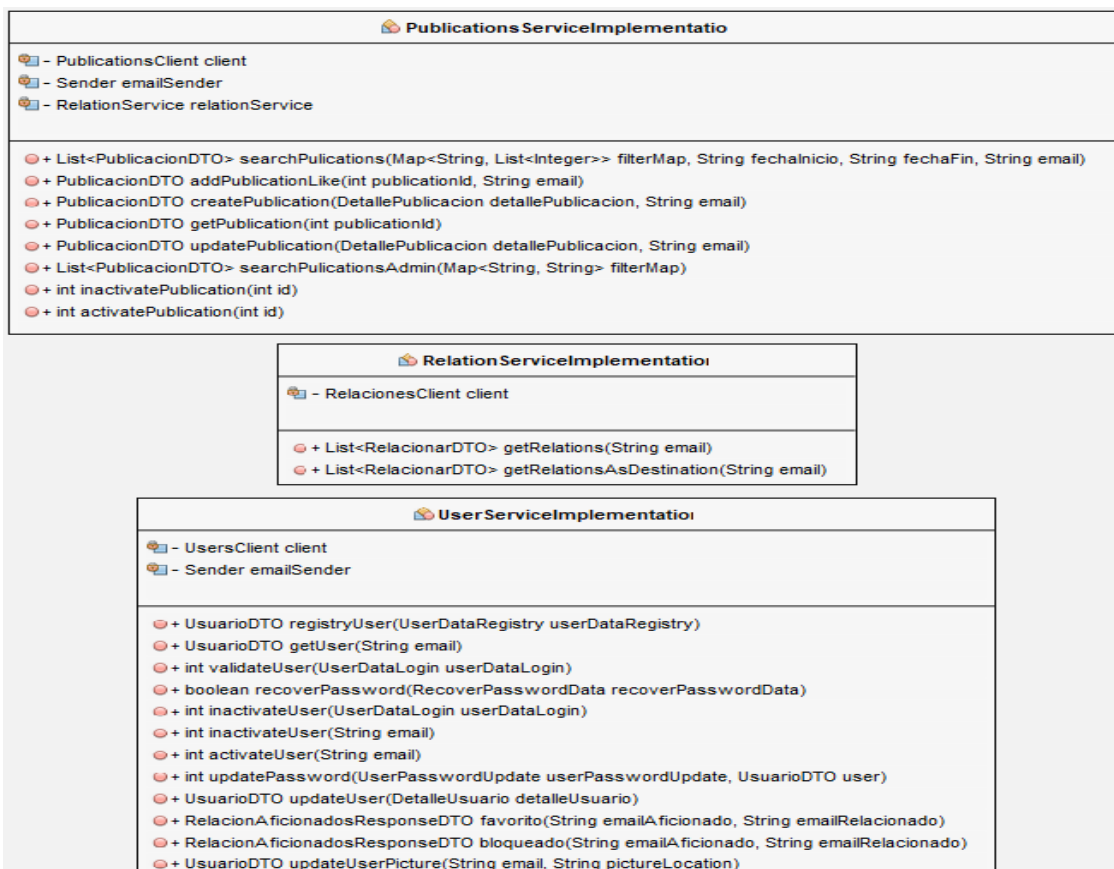 PublicationsServiceImplementatio
- PublicationsClient client
- Sender emailSender
- RelationService relationService
+ List<PublicacionDTO> searchPulications(Map<String, List<Integer>> filterMap, String fechaInicio, String fechaFin, String email)
+ PublicacionDTO addPublicationLike(int publicationId, String email)
+ PublicacionDTO createPublication(DetallePublicacion detallePublicacion, String email)
+ PublicacionDTO getPublication(int publicationId)
+ PublicacionDTO updatePublication(DetallePublicacion detallePublicacion, String email)
+ List<PublicacionDTO> searchPulicationsAdmin(Map<String, String> filterMap)
+ int inactivatePublication(int id)
+ int activatePublication(int id)
RelationServiceImplementatio
- RelacionesClient client
+ List<RelacionarDTO> getRelations(String email)
+ List<RelacionarDTO> getRelationsAsDestination(String email)
UserServiceImplementatio
- UsersClient client
- Sender emailSender
+ UsuarioDTO registryUser(UserDataRegistry userDataRegistry)
+ UsuarioDTO getUser(String email)
+ int validateUser(UserDataLogin userDataLogin)
+ boolean recoverPassword(RecoverPasswordData recoverPasswordData)
+ int inactivateUser(UserDataLogin userDataLogin)
+ int inactivateUser(String email)
+ int activateUser(String email)
+ int updatePassword(UserPasswordUpdate userPasswordUpdate, UsuarioDTO user)
+ UsuarioDTO updateUser(DetalleUsuario detalleUsuario)
+ RelacionAficionadosResponseDTO favorito(String emailAficionado, String emailRelacionado)
+ RelacionAficionadosResponseDTO bloqueado(String emailAficionado, String emailRelacionado)
+ UsuarioDTO updateUserPicture(String email, String pictureLocation)